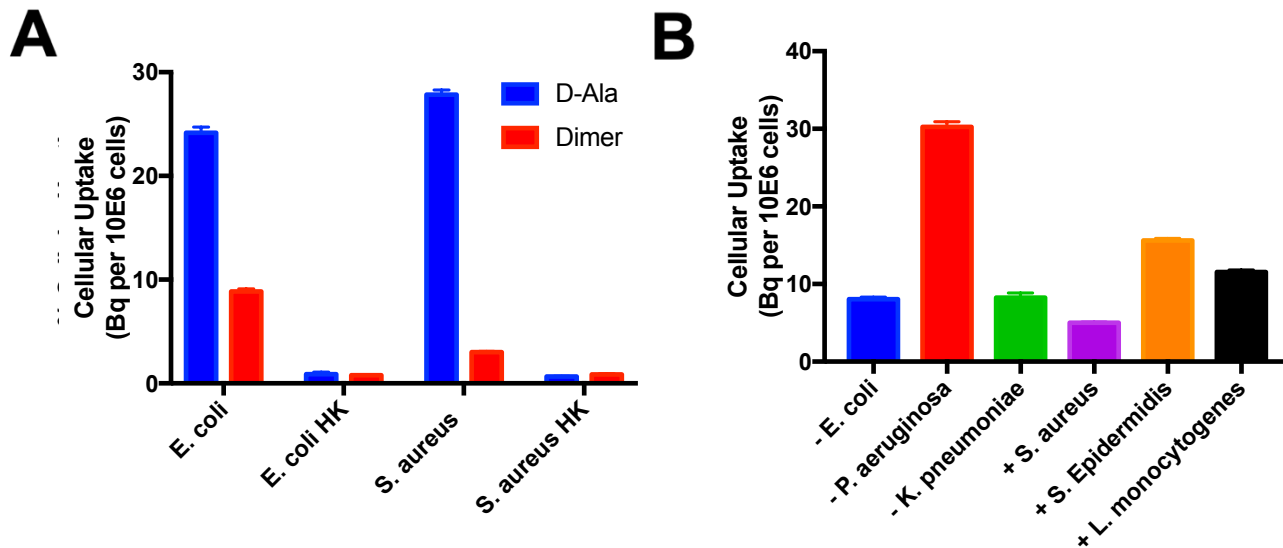 A
Cellular Uptake
(Bq per 10E6 cells)
30
20
10
0
D-Ala
Dimer
E. coli
E. coli HK
S. aureus
S. aureus HK
B
Cellular Uptake
(Bq per 10E6 cells)
40
30
20
10
0
- E. coli
- P. aeruginosa
- K. pneumoniae
+ S. aureus
+ S. Epidermidis
+ L. monocytogenes